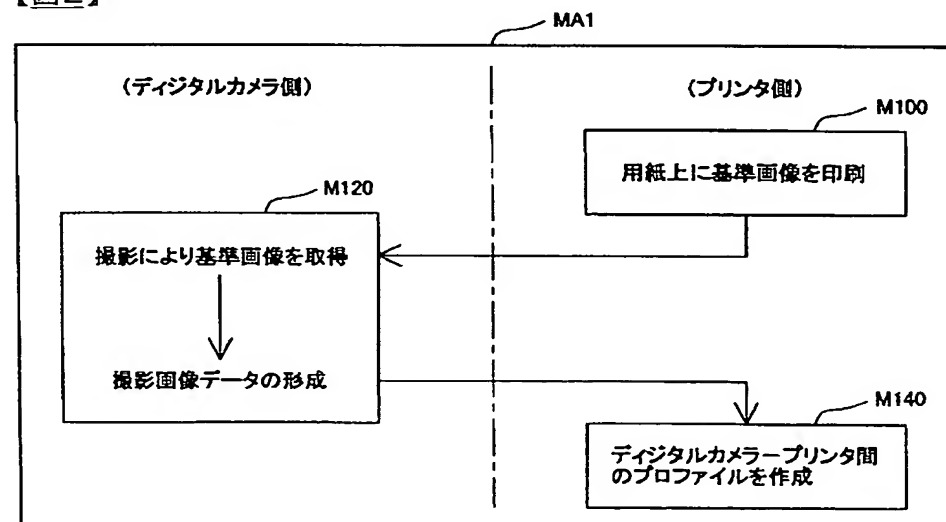 【図2】
MA1
(ディジタルカメラ側)
(プリンタ側)
M100
用紙上に基準画像を印刷
M120
撮影により基準画像を取得
撮影画像データの形成
M140
ディジタルカメラープリンタ間
のプロファイルを作成